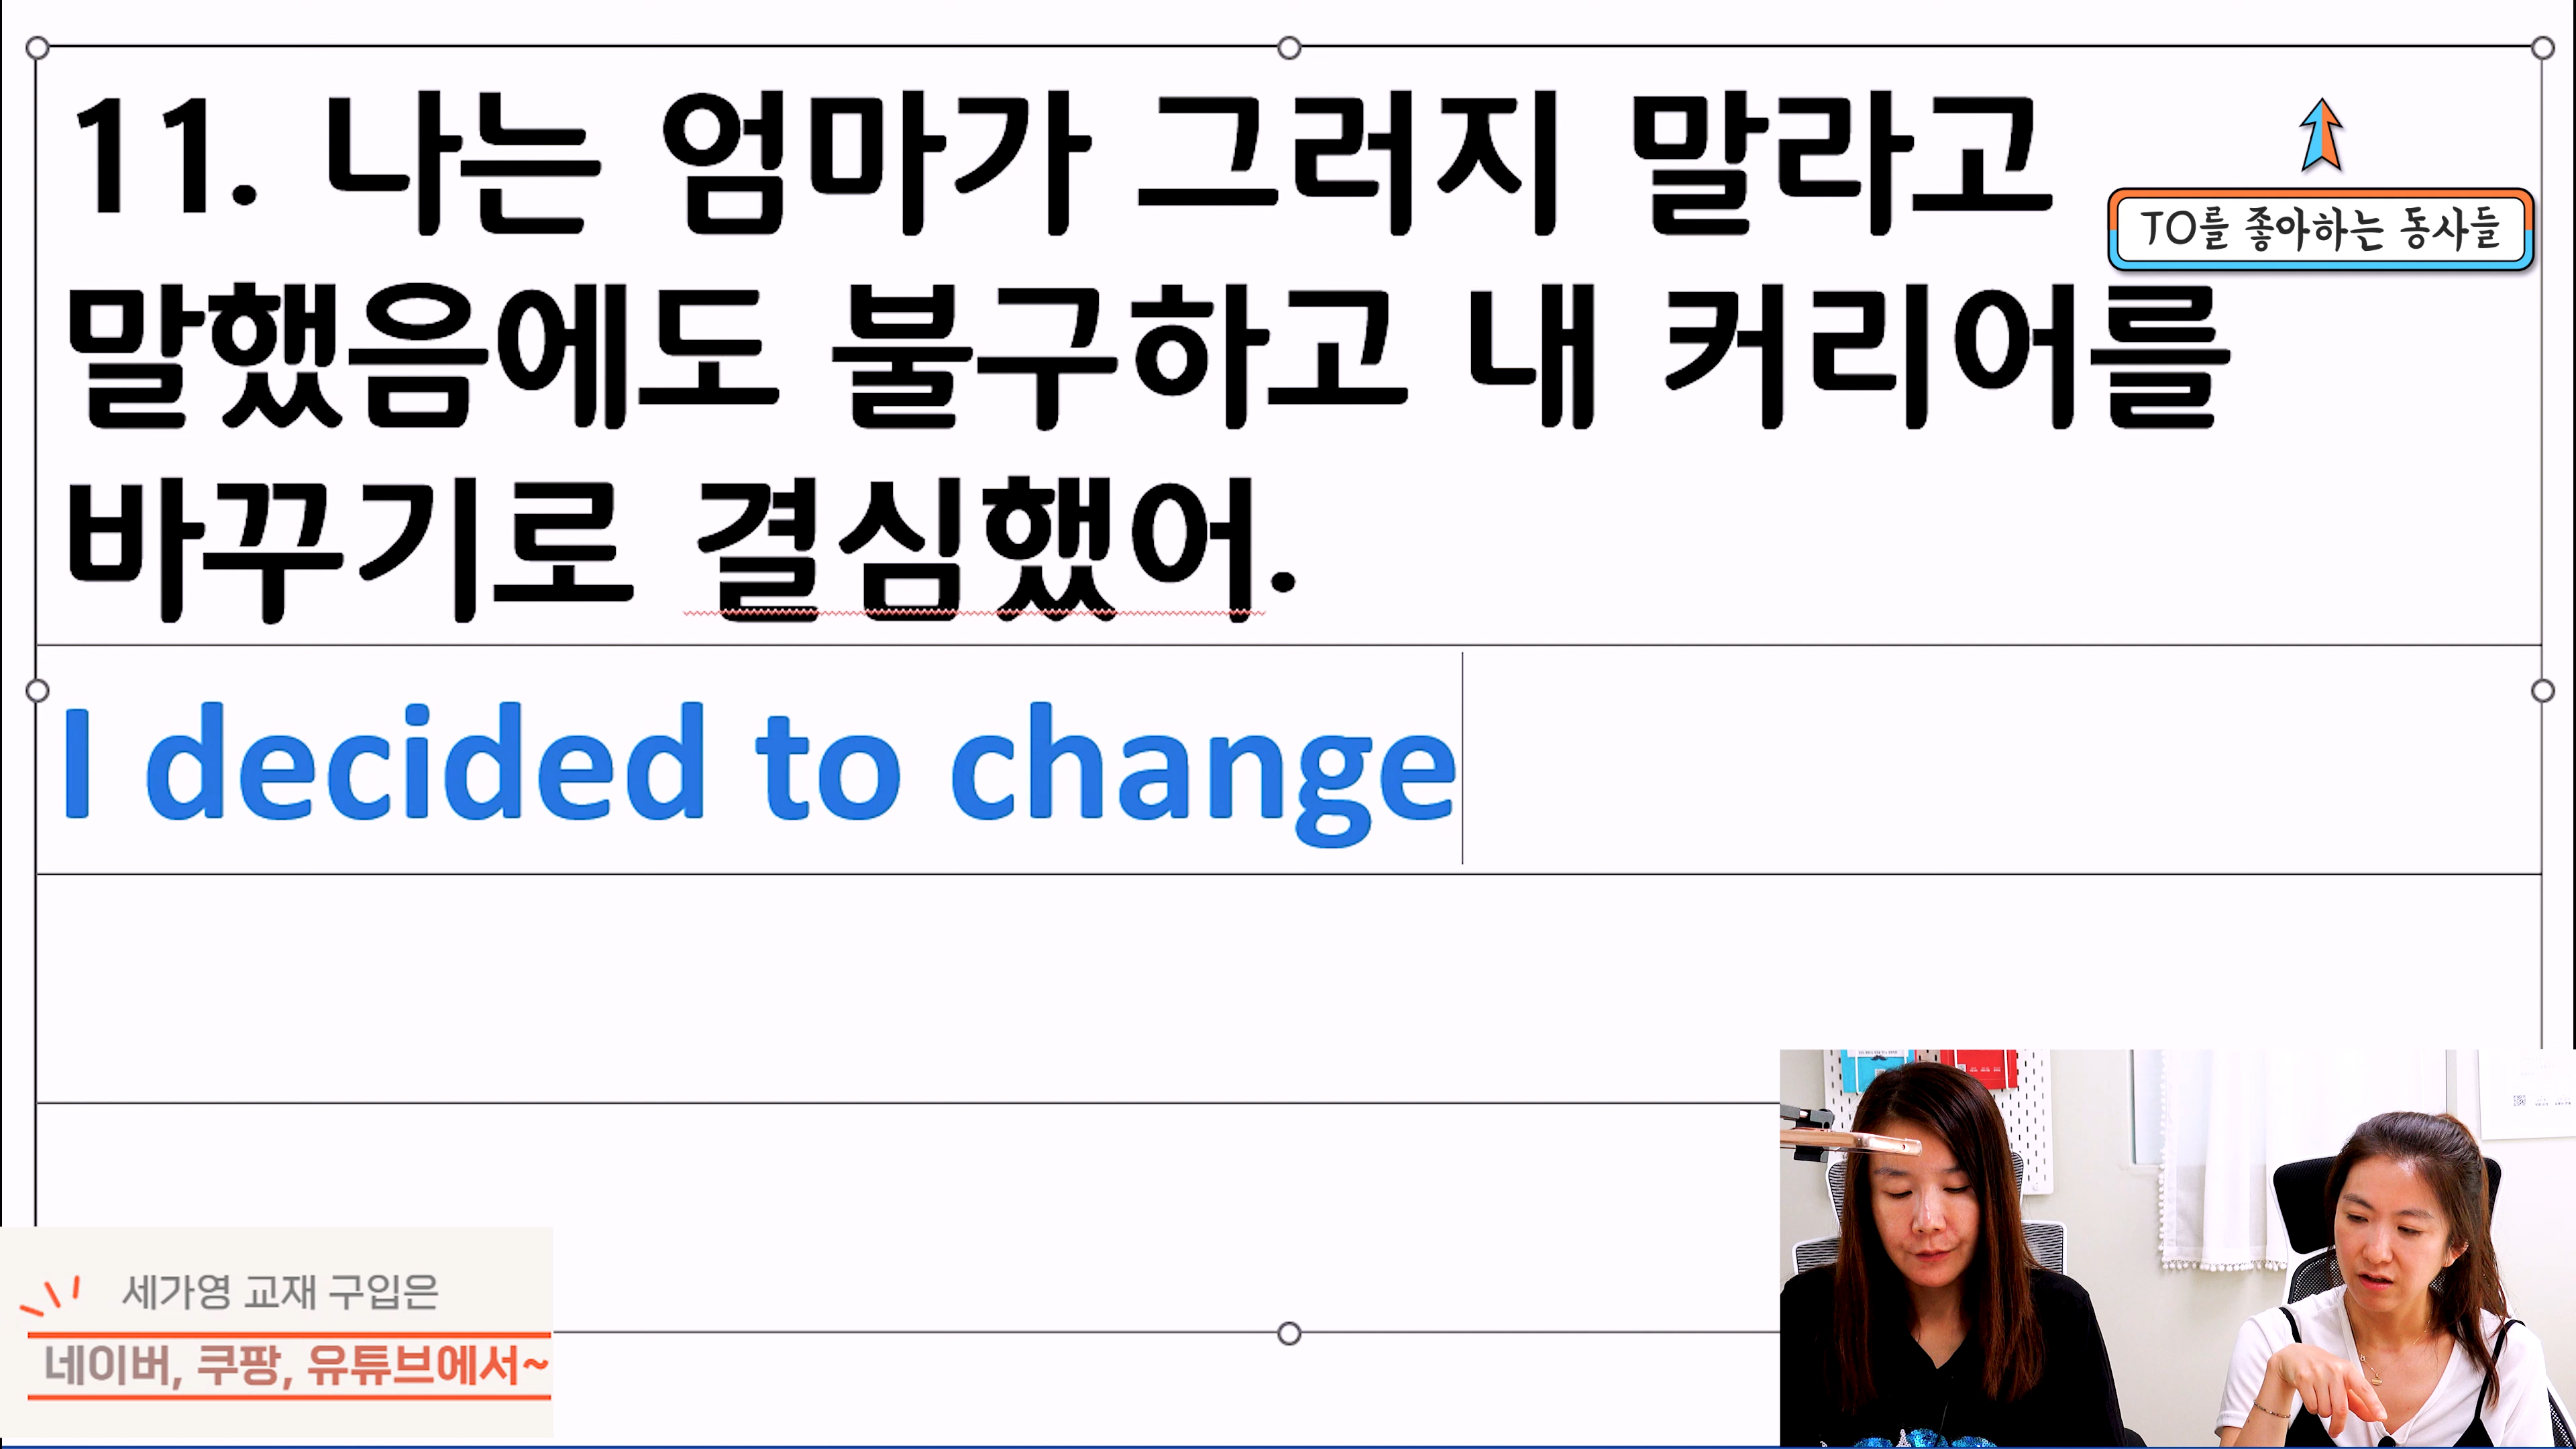 11. 나는 엄마가 그러지 말라고
TO를 좋아하는 동사들
말했음에도 불구하고 내 커리어를
바꾸기로 결심했어.
I decided to change
세가영 교재 구입은
네이버, 쿠팡, 유튜브에서~